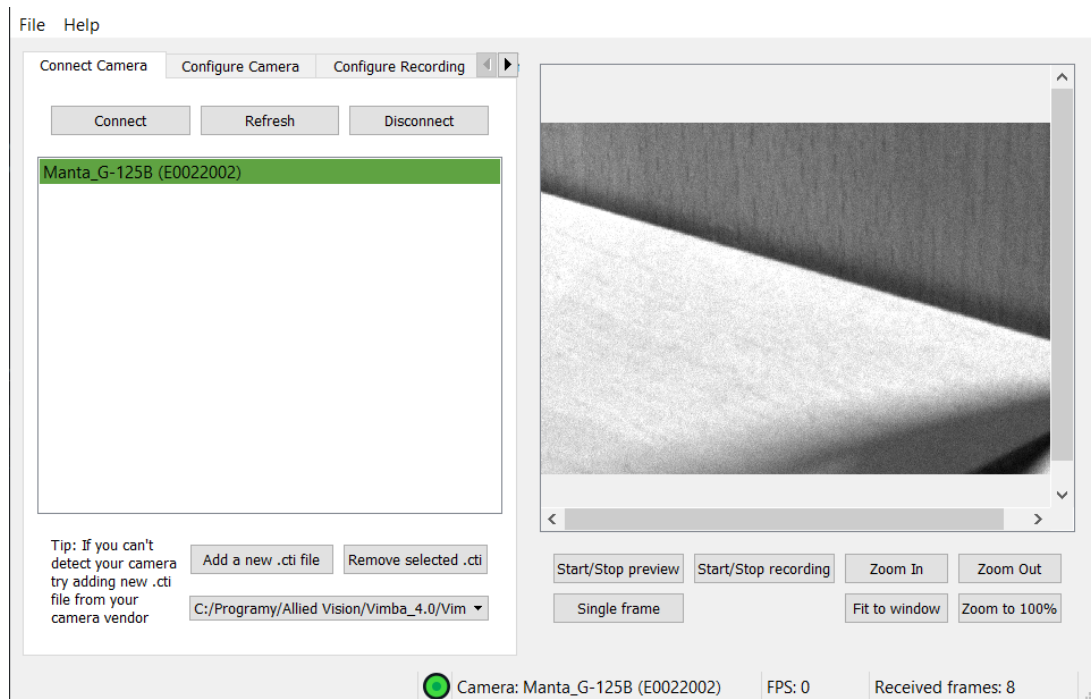 File Help
Connect Camera Configure Camera Configure Recording
Connect Refresh Disconnect
Manta_G-125B (E0022002)
Tip: If you can't
detect your camera
try adding new .cti
file from your
camera vendor
Add a new .cti file Remove selected .cti
C:/Programy/Allied Vision/Vimba_4.0/Vim
Start/Stop preview Start/Stop recording Zoom In Zoom Out
Single frame Fit to window Zoom to 100%
Camera: Manta_G-125B (E0022002) FPS: 0 Received frames: 8